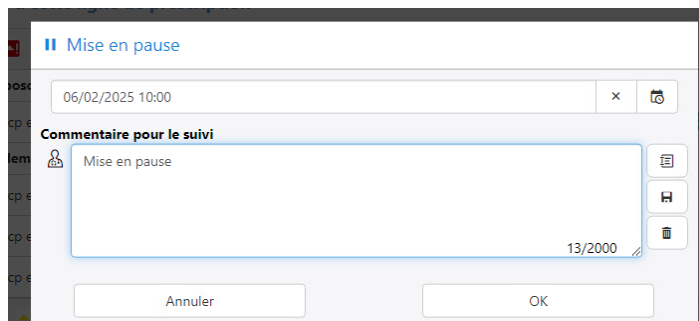 Mise en pause
06/02/2025 10:00
Commentaire pour le suivi
Mise en pause
13/2000
Annuler
OK